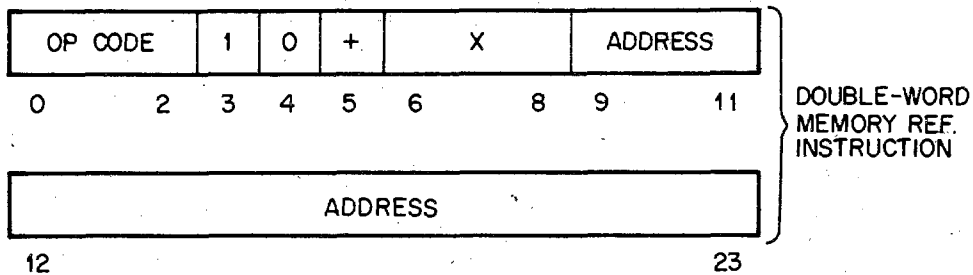 OP CODE 1 0 + X ADDRESS
0 2 3 4 5 6 8 9 11
DOUBLE-WORD
MEMORY REF.
INSTRUCTION
ADDRESS
12 23